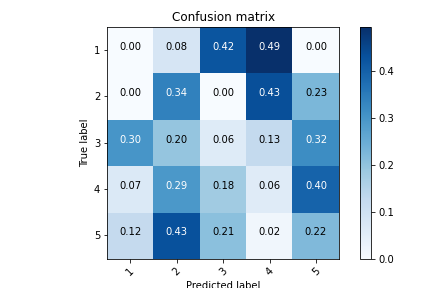 Confusion matrix
1 0.00 0.08 0.42 0.49 0.00
2 0.00 0.34 0.00 0.43 0.23
3 0.30 0.20 0.06 0.13 0.32
4 0.07 0.29 0.18 0.06 0.40
5 0.12 0.43 0.21 0.02 0.22
True label
1 2 3 4 5
Predicted label
0.4
0.3
0.2
0.1
0.0